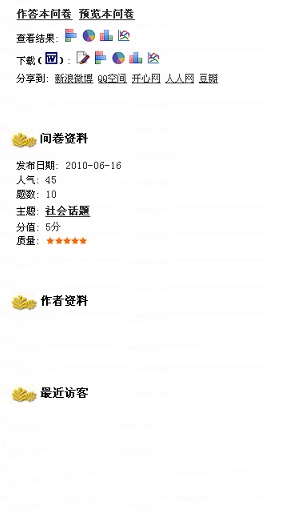 作答本问卷 预览本问卷
查看结果:
下载( ) :
分享到: 新浪微博 QQ空间 开心网 人人网 豆瓣
问卷资料
发布日期: 2010-06-16
人气: 45
题数: 10
主题: 社会话题
分值: 5分
质量: ★★★★★
作者资料
最近访客